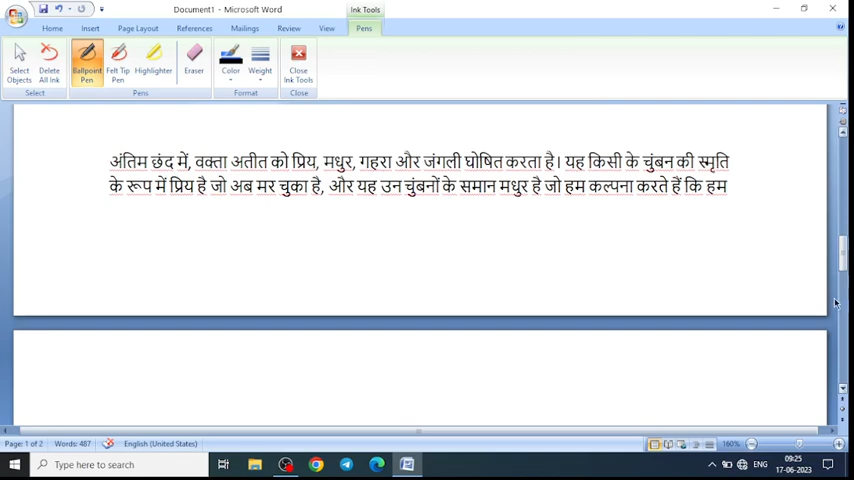 Document1 - Microsoft Word
Ink Tools
Home Insert Page Layout References Mailings Review View Pens
Select Objects
Delete All Ink
Ballpoint Pen
Felt Tip Pen
Highlighter
Eraser
Color
Weight
Close Ink Tools
Select Pens Format Close
अंतिम छंद में, वक्ता अतीत को प्रिय, मधुर, गहरा और जंगली घोषित करता है। यह किसी के चुंबन की स्मृति
के रूप में प्रिय है जो अब मर चुका है, और यह उन चुंबनों के समान मधुर है जो हम कल्पना करते हैं कि हम
Page: 1 of 2 Words: 487 English (United States) 160%
Type here to search
ENG
09:25
17-06-2023